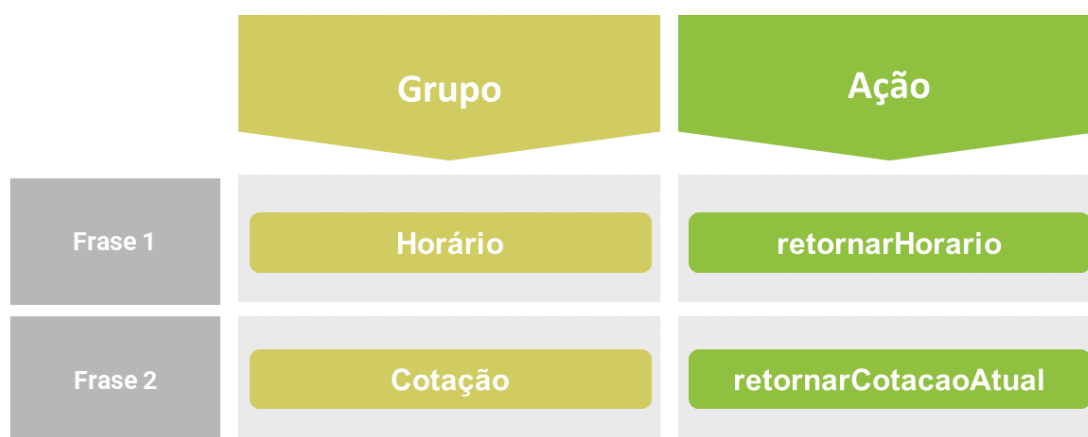 Grupo
Ação
Frase 1
Horário
retornarHorario
Frase 2
Cotação
retornarCotacaoAtual